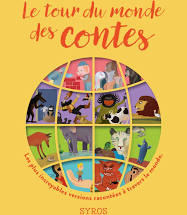 Le tour du monde
des contes
Les plus incroyables versions racontées à travers le monde.
SYROS